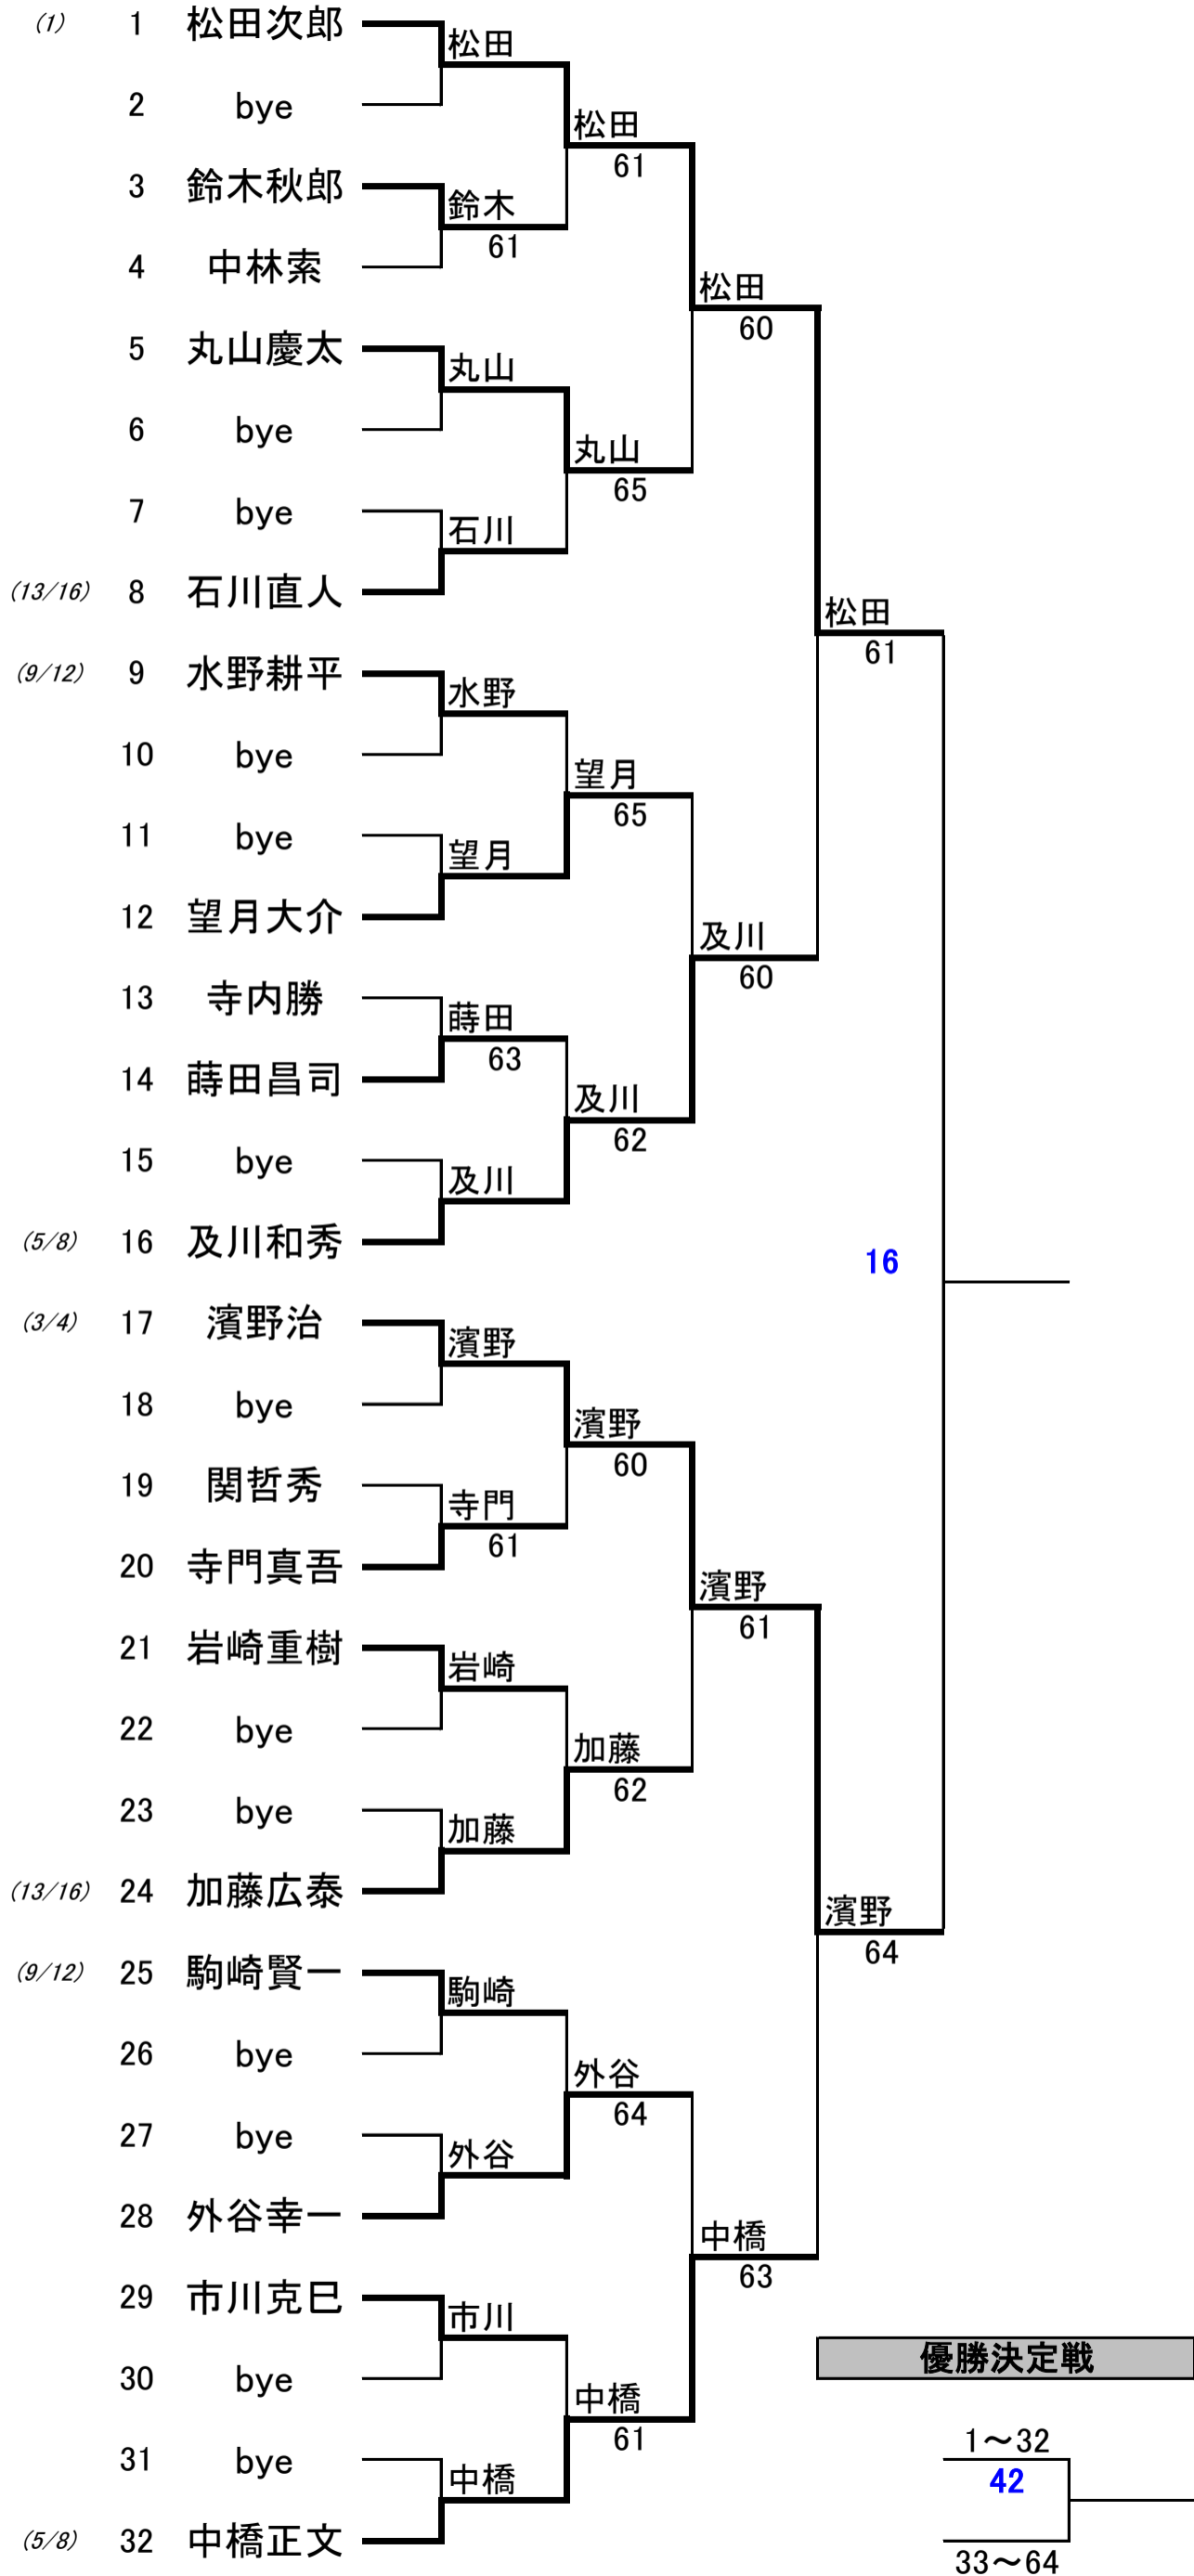 (1) 1 松田次郎
松田
2 bye
松田
61
3 鈴木秋郎
鈴木
61
4 中林索
松田
60
5 丸山慶太
丸山
6 bye
丸山
65
7 bye
石川
(13/16) 8 石川直人
松田
61
(9/12) 9 水野耕平
水野
10 bye
望月
65
11 bye
望月
12 望月大介
及川
60
13 寺内勝
蒔田
63
14 蒔田昌司
及川
62
15 bye
及川
(5/8) 16 及川和秀
16
(3/4) 17 濱野治
濱野
18 bye
濱野
60
19 関哲秀
寺門
61
20 寺門真吾
濱野
61
21 岩崎重樹
岩崎
22 bye
加藤
62
23 bye
加藤
(13/16) 24 加藤広泰
濱野
64
(9/12) 25 駒崎賢一
駒崎
26 bye
外谷
64
27 bye
外谷
28 外谷幸一
中橋
63
29 市川克巳
市川
優勝決定戦
30 bye
中橋
61
1～32
31 bye
中橋
42
(5/8) 32 中橋正文
33～64